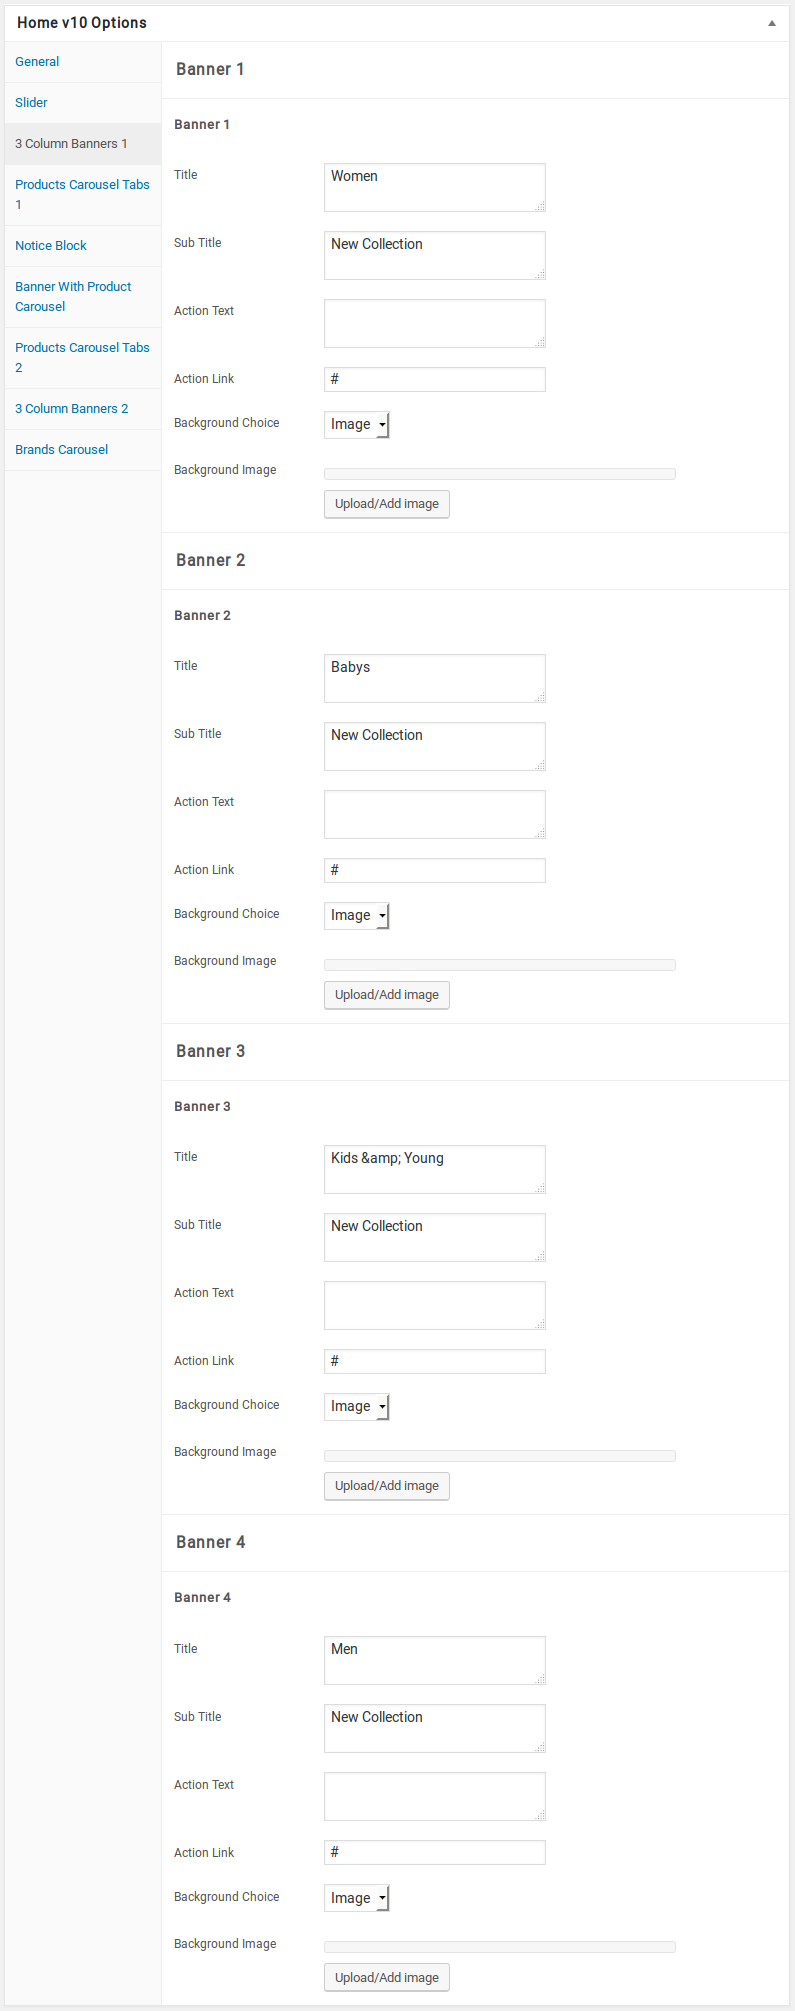 Home v10 Options
General
Slider
3 Column Banners 1
Products Carousel Tabs
1
Notice Block
Banner With Product
Carousel
Products Carousel Tabs
2
3 Column Banners 2
Brands Carousel
Banner 1
Banner 1
Title
Women
Sub Title
New Collection
Action Text
Action Link
#
Background Choice
Image
Background Image
Upload/Add image
Banner 2
Banner 2
Title
Babys
Sub Title
New Collection
Action Text
Action Link
#
Background Choice
Image
Background Image
Upload/Add image
Banner 3
Banner 3
Title
Kids &amp; Young
Sub Title
New Collection
Action Text
Action Link
#
Background Choice
Image
Background Image
Upload/Add image
Banner 4
Banner 4
Title
Men
Sub Title
New Collection
Action Text
Action Link
#
Background Choice
Image
Background Image
Upload/Add image